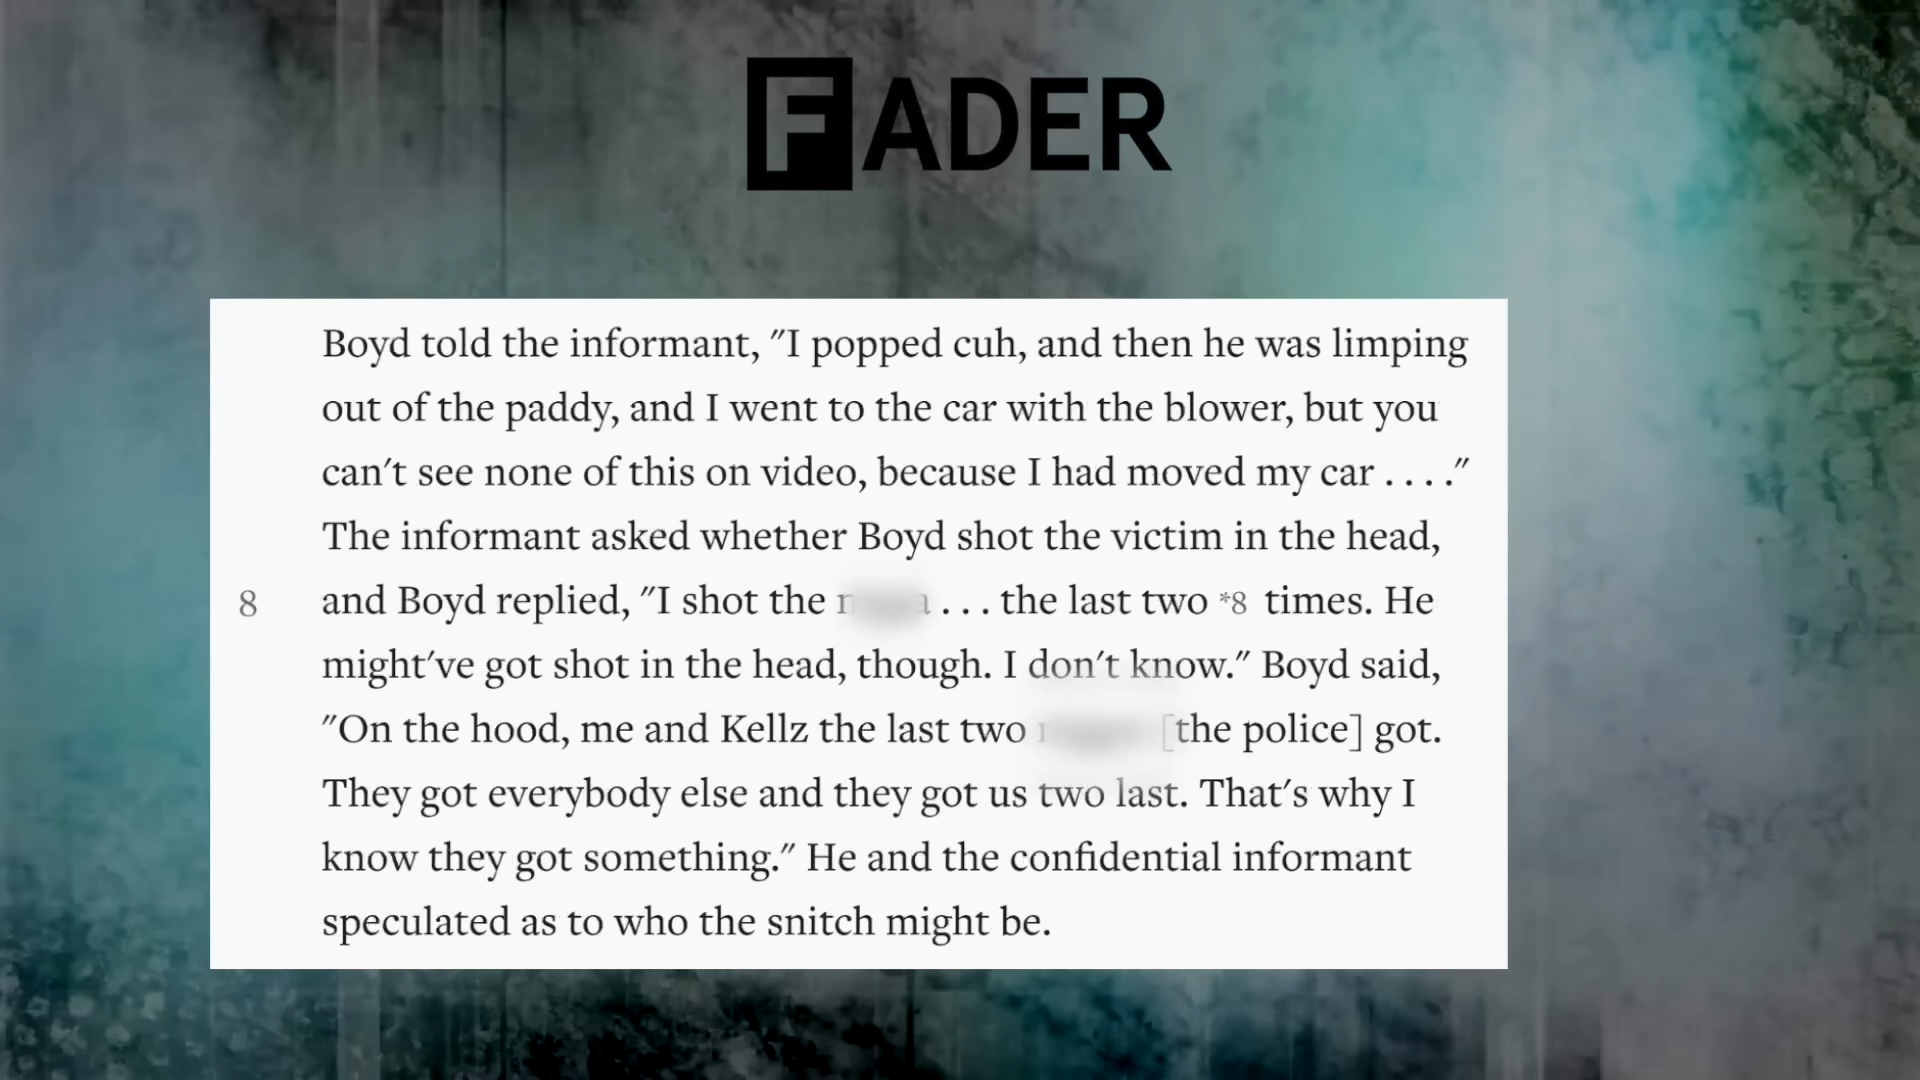 FADER
Boyd told the informant, "I popped cuh, and then he was limping
out of the paddy, and I went to the car with the blower, but you
can't see none of this on video, because I had moved my car . . . ."
The informant asked whether Boyd shot the victim in the head,
8 and Boyd replied, "I shot the . . . the last two *8 times. He
might've got shot in the head, though. I don't know." Boyd said,
"On the hood, me and Kellz the last two [the police] got.
They got everybody else and they got us two last. That's why I
know they got something." He and the confidential informant
speculated as to who the snitch might be.